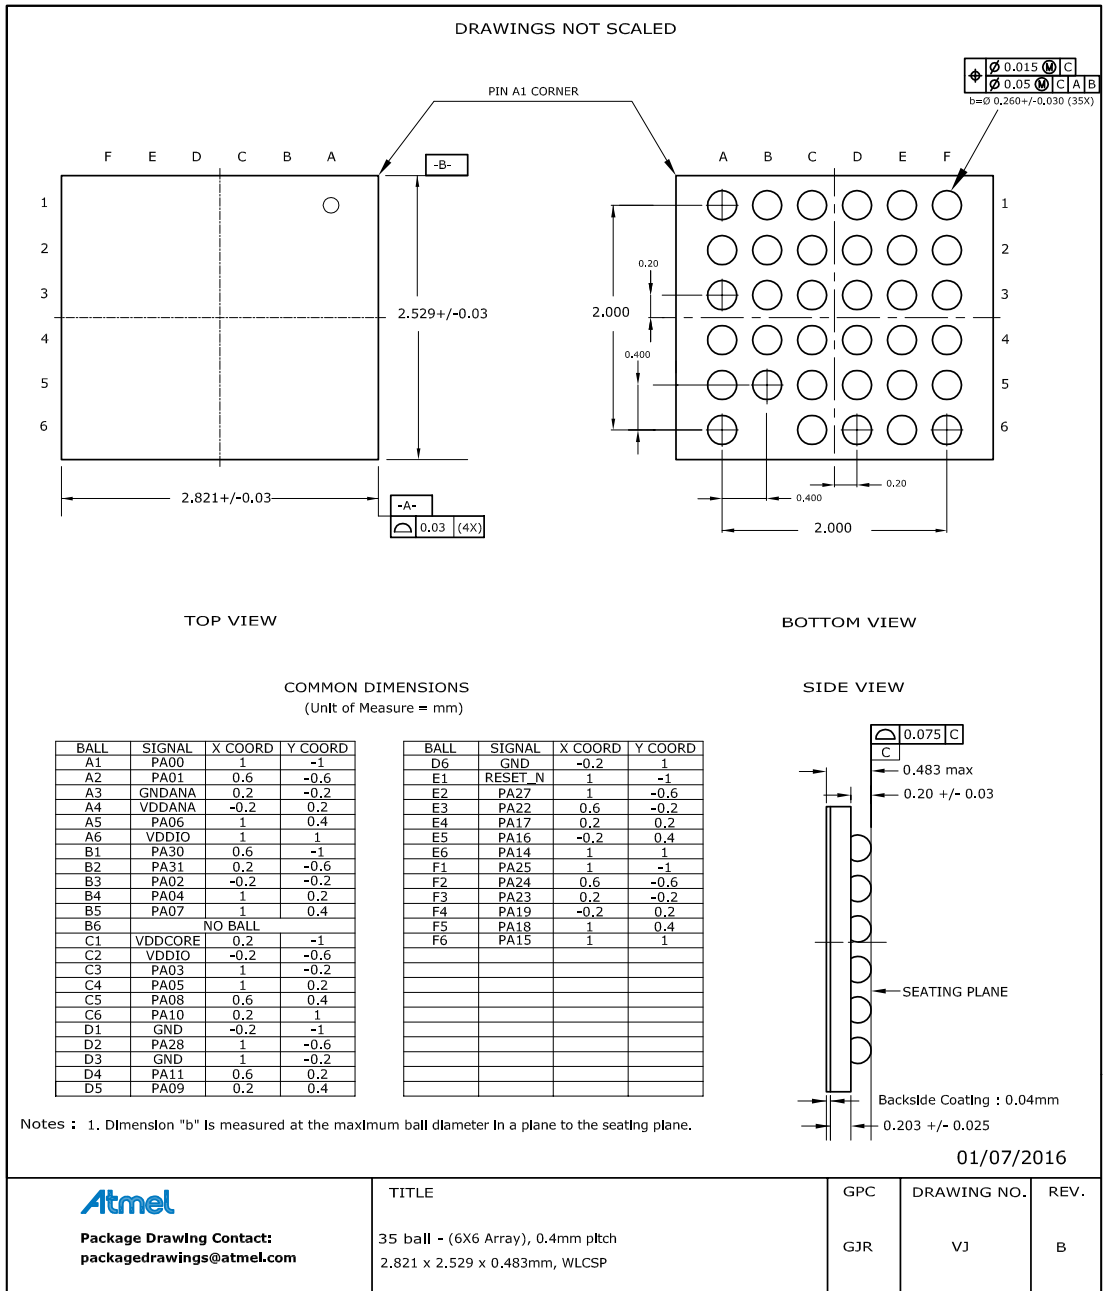 DRAWINGS NOT SCALED
⌖ Ø 0.015 Ⓜ C
Ø 0.05 Ⓜ C A B
b=Ø 0.260+/-0.030 (35X)
PIN A1 CORNER
F E D C B A
-B-
A B C D E F
1 1
2 2
3 3
4 4
5 5
6 6
0.20
2.529+/-0.03
2.000
0.400
2.821+/-0.03
-A-
0.03 (4X)
0.20
0.400
2.000
TOP VIEW
BOTTOM VIEW
COMMON DIMENSIONS
(Unit of Measure = mm)
SIDE VIEW
BALL SIGNAL X COORD Y COORD
A1 PA00 1 -1
A2 PA01 0.6 -0.6
A3 GNDANA 0.2 -0.2
A4 VDDANA -0.2 0.2
A5 PA06 1 0.4
A6 VDDIO 1 1
B1 PA30 0.6 -1
B2 PA31 0.2 -0.6
B3 PA02 -0.2 -0.2
B4 PA04 1 0.2
B5 PA07 1 0.4
B6 NO BALL
C1 VDDCORE 0.2 -1
C2 VDDIO -0.2 -0.6
C3 PA03 1 -0.2
C4 PA05 1 0.2
C5 PA08 0.6 0.4
C6 PA10 0.2 1
D1 GND -0.2 -1
D2 PA28 1 -0.6
D3 GND 1 -0.2
D4 PA11 0.6 0.2
D5 PA09 0.2 0.4
BALL SIGNAL X COORD Y COORD
D6 GND -0.2 1
E1 RESET_N 1 -1
E2 PA27 1 -0.6
E3 PA22 0.6 -0.2
E4 PA17 0.2 0.2
E5 PA16 -0.2 0.4
E6 PA14 1 1
F1 PA25 1 -1
F2 PA24 0.6 -0.6
F3 PA23 0.2 -0.2
F4 PA19 -0.2 0.2
F5 PA18 1 0.4
F6 PA15 1 1
0.075 C
C
0.483 max
0.20 +/- 0.03
SEATING PLANE
Backside Coating : 0.04mm
0.203 +/- 0.025
Notes : 1. Dimension "b" is measured at the maximum ball diameter in a plane to the seating plane.
01/07/2016
Atmel
Package Drawing Contact:
packagedrawings@atmel.com
TITLE
35 ball - (6X6 Array), 0.4mm pitch
2.821 x 2.529 x 0.483mm, WLCSP
GPC
GJR
DRAWING NO.
VJ
REV.
B